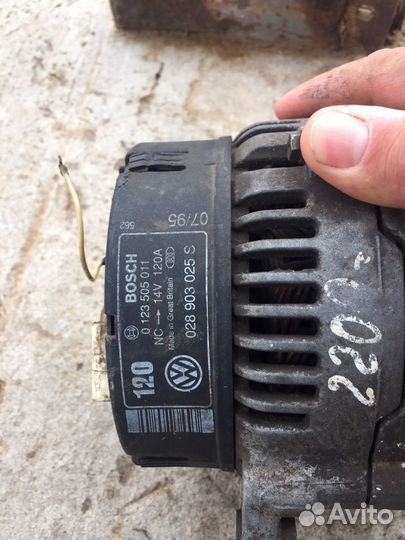 562
07/95
BOSCH
0 123 505 011
NC → 14V 120A
Made in Great Britain
028 903 025 S
120
2200
Avito